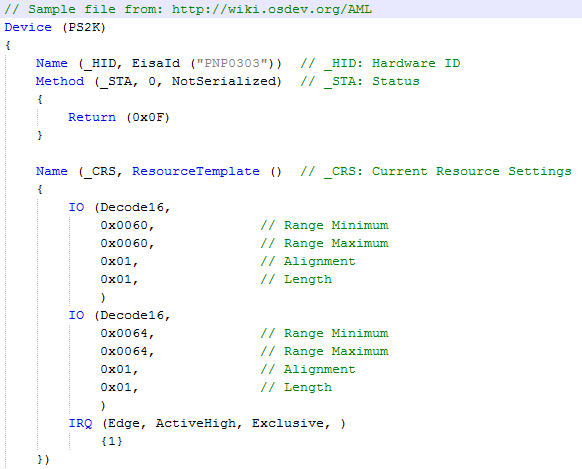 // Sample file from: http://wiki.osdev.org/AML
Device (PS2K)
{
    Name (_HID, EisaId ("PNP0303"))  // _HID: Hardware ID
    Method (_STA, 0, NotSerialized)  // _STA: Status
    {
        Return (0x0F)
    }

    Name (_CRS, ResourceTemplate ()  // _CRS: Current Resource Settings
    {
        IO (Decode16,
            0x0060,             // Range Minimum
            0x0060,             // Range Maximum
            0x01,               // Alignment
            0x01,               // Length
            )
        IO (Decode16,
            0x0064,             // Range Minimum
            0x0064,             // Range Maximum
            0x01,               // Alignment
            0x01,               // Length
            )
        IRQ (Edge, ActiveHigh, Exclusive, )
            {1}
    })